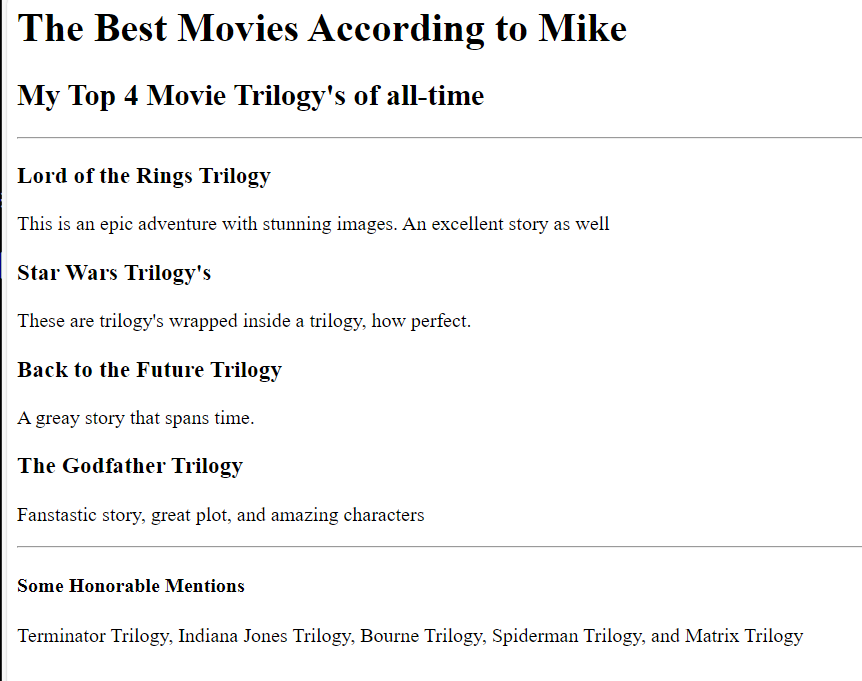 The Best Movies According to Mike
My Top 4 Movie Trilogy's of all-time
Lord of the Rings Trilogy
This is an epic adventure with stunning images. An excellent story as well
Star Wars Trilogy's
These are trilogy's wrapped inside a trilogy, how perfect.
Back to the Future Trilogy
A greay story that spans time.
The Godfather Trilogy
Fanstastic story, great plot, and amazing characters
Some Honorable Mentions
Terminator Trilogy, Indiana Jones Trilogy, Bourne Trilogy, Spiderman Trilogy, and Matrix Trilogy